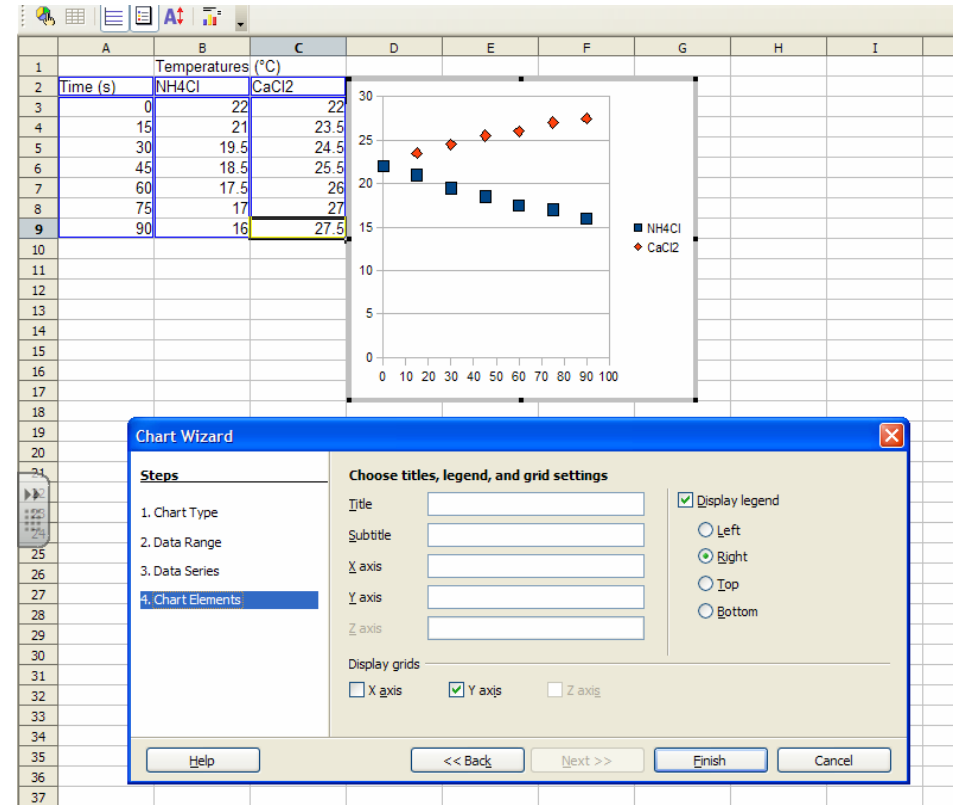 A B C D E F G H I
1 Temperatures (°C)
2 Time (s) NH4Cl CaCl2
3 0 22 22
4 15 21 23.5
5 30 19.5 24.5
6 45 18.5 25.5
7 60 17.5 26
8 75 17 27
9 90 16 27.5
10
11
12
13
14
15
16
17
18
19
20
21
22
23
24
25
26
27
28
29
30
31
32
33
34
35
36
37
30
25
20
15
10
5
0
0 10 20 30 40 50 60 70 80 90 100
NH4Cl
CaCl2
Chart Wizard
Steps
1. Chart Type
2. Data Range
3. Data Series
4. Chart Elements
Choose titles, legend, and grid settings
Title
Subtitle
X axis
Y axis
Z axis
Display legend
Left
Right
Top
Bottom
Display grids
X axis Y axis Z axis
Help << Back Next >> Finish Cancel